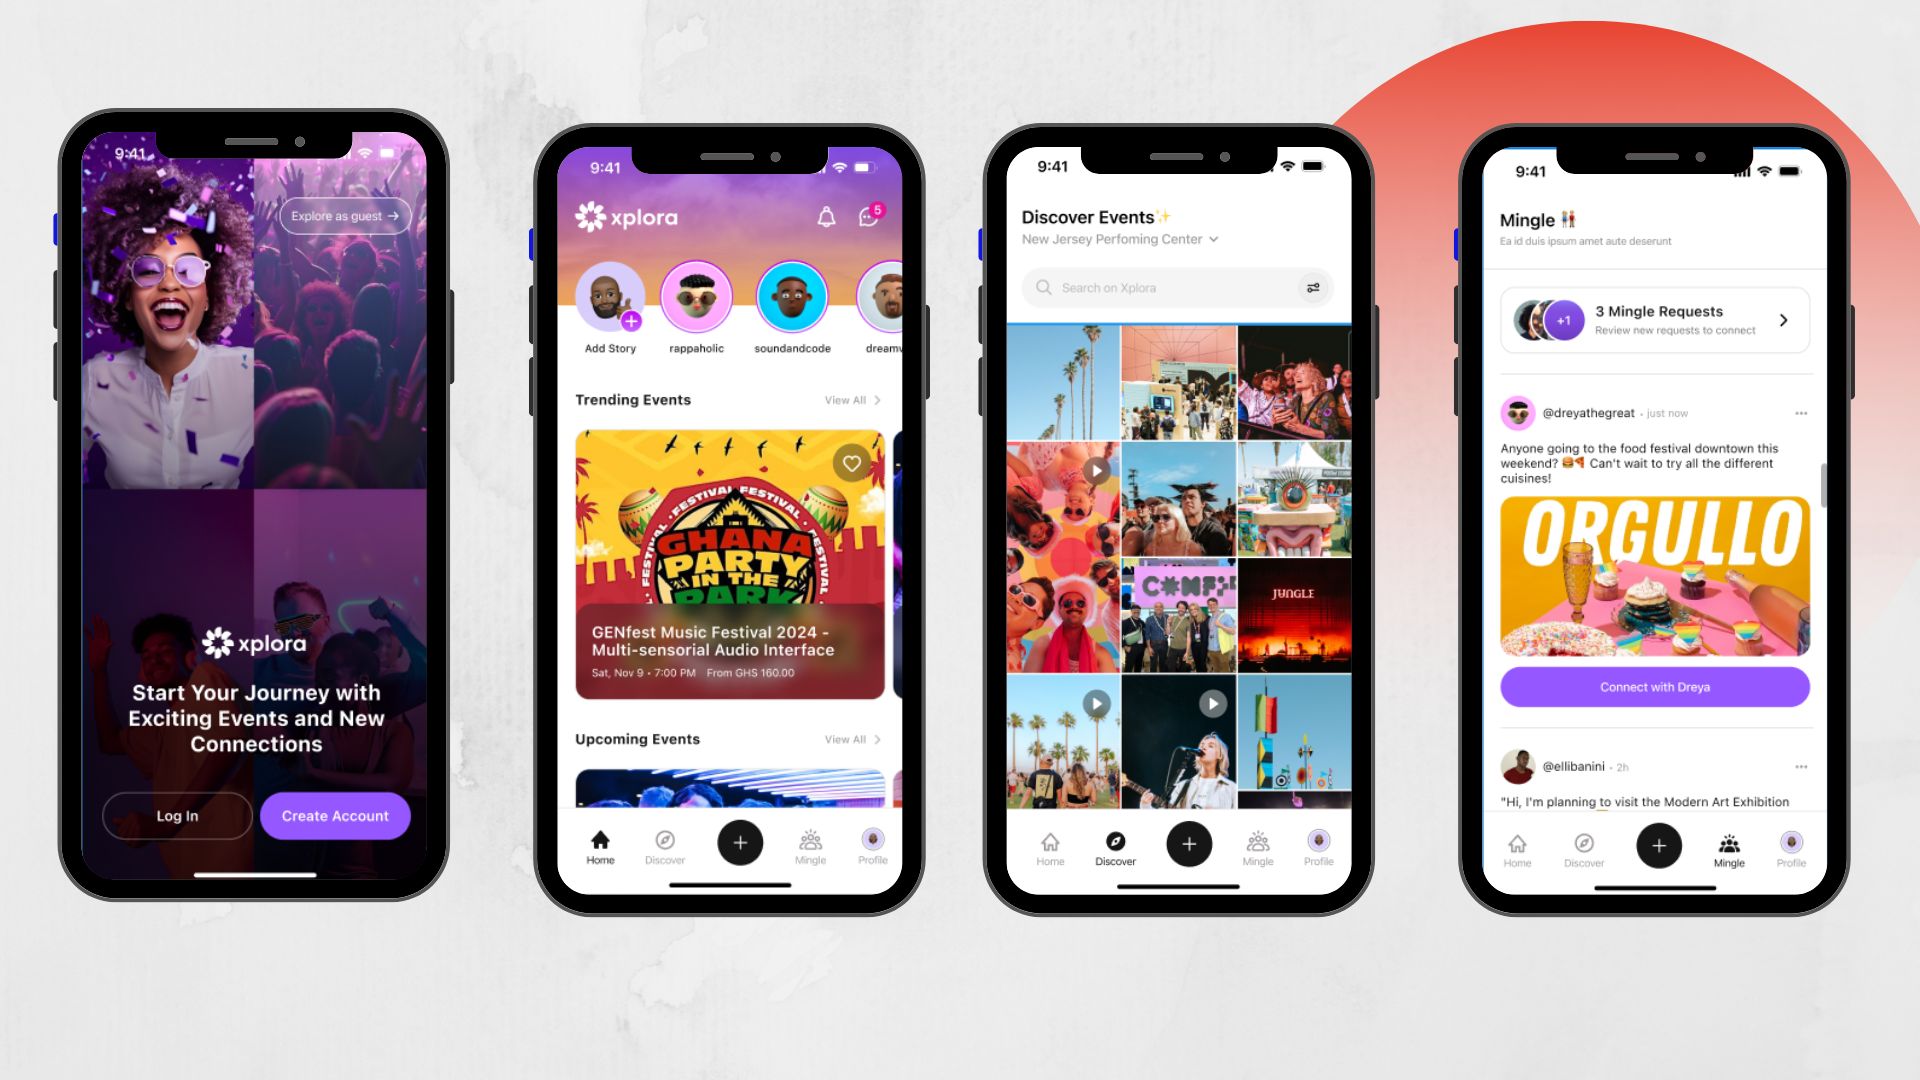 9:41
Explore as guest →
xplora
Start Your Journey with
Exciting Events and New
Connections
Log In
Create Account
9:41
xplora
5
Add Story
rappaholic
soundandcode
dreamv
Trending Events
View All
FESTIVAL • FESTIVAL • FESTIVAL • FESTIVAL
GHANA
PARTY
IN THE
PARK
GENfest Music Festival 2024 -
Multi-sensorial Audio Interface
Sat, Nov 9 • 7:00 PM From GHS 160.00
Upcoming Events
View All
Home
Discover
Mingle
Profile
9:41
Discover Events✨
New Jersey Perfoming Center
Search on Xplora
JUNGLE
Home
Discover
Mingle
Profile
9:41
Mingle 👭
Ea id duis ipsum amet aute deserunt
+1
3 Mingle Requests
Review new requests to connect
@dreyathegreat • just now
Anyone going to the food festival downtown this
weekend? 🍔🍕 Can't wait to try all the different
cuisines!
ORGULLO
Connect with Dreya
@ellibanini • 2h
"Hi, I'm planning to visit the Modern Art Exhibition
Home
Discover
Mingle
Profile